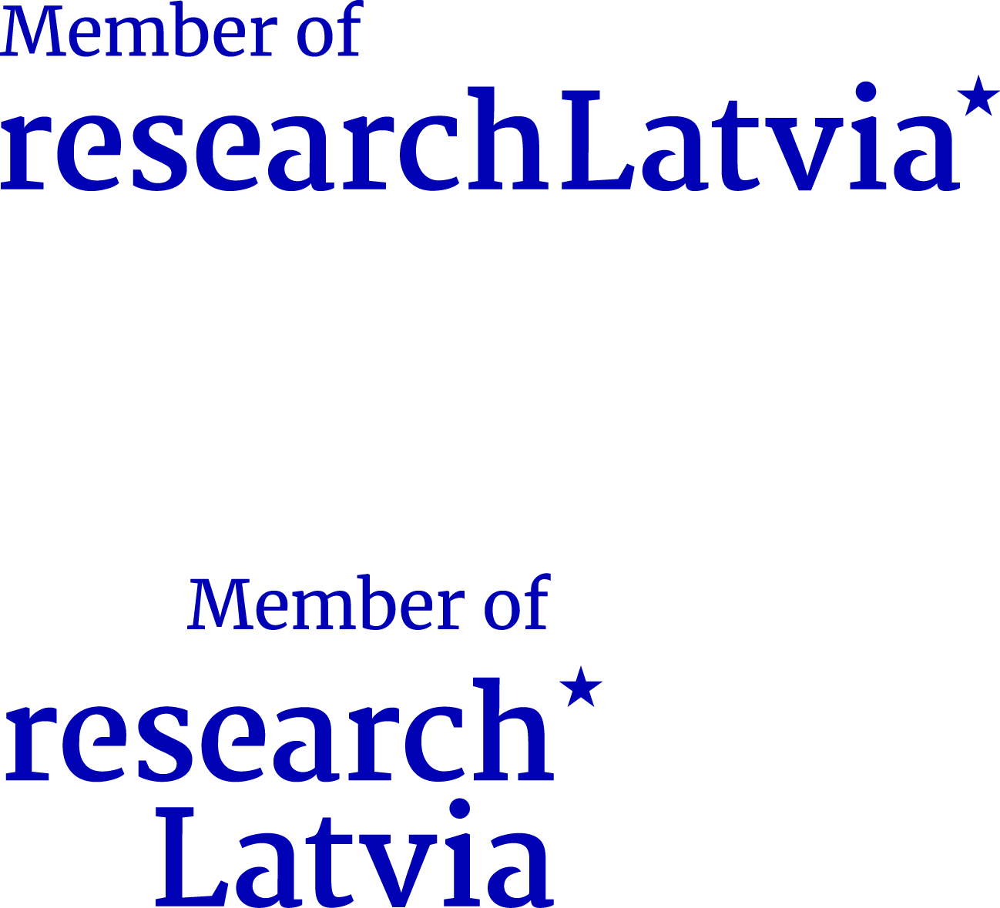 Member of
researchLatvia★
Member of
research★
Latvia